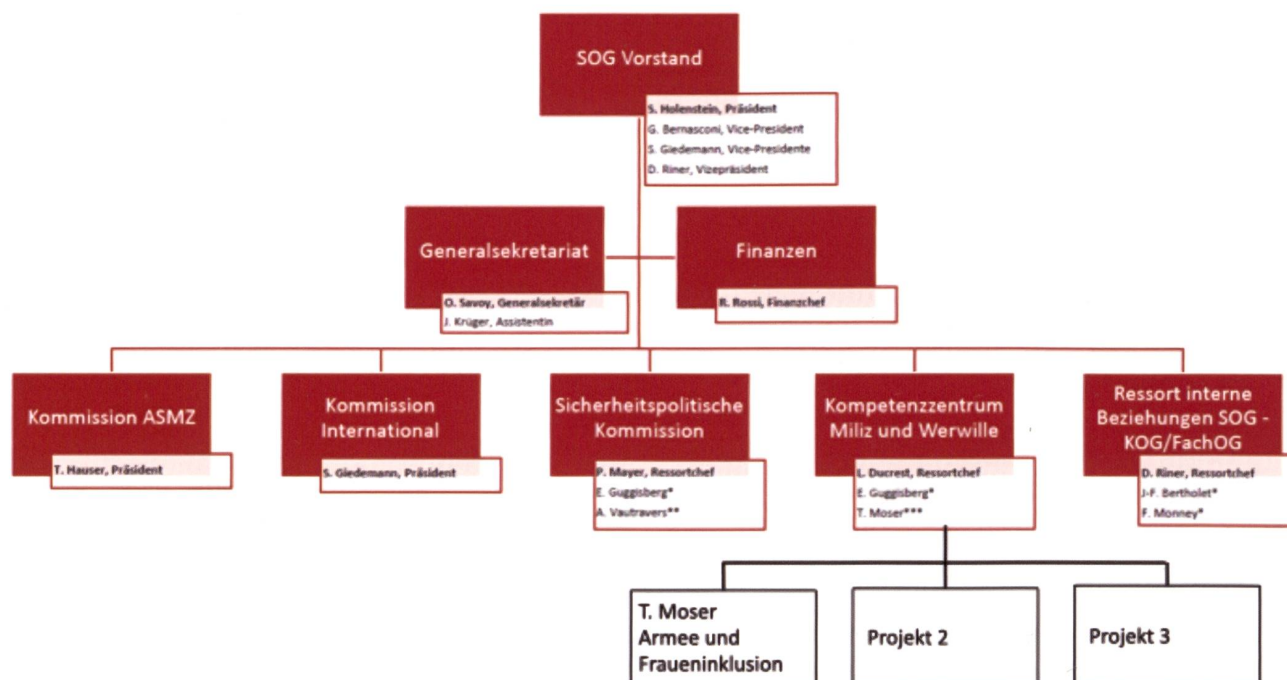 SOG Vorstand
S. Holenstein, Präsident
G. Bernasconi, Vice-President
S. Giedemann, Vice-Presidente
D. Riner, Vizepräsident
Generalsekretariat
O. Savoy, Generalsekretär
J. Krüger, Assistentin
Finanzen
R. Rossi, Finanzchef
Kommission ASMZ
T. Hauser, Präsident
Kommission
International
S. Giedemann, Präsident
Sicherheitspolitische
Kommission
P. Mayer, Ressortchef
E. Guggisberg*
A. Vautravers**
Kompetenzzentrum
Miliz und Werwille
L. Ducrest, Ressortchef
E. Guggisberg*
T. Moser***
Ressort interne
Beziehungen SOG -
KOG/FachOG
D. Riner, Ressortchef
J-F. Bertholet*
F. Monney*
T. Moser
Armee und
Fraueninklusion
Projekt 2
Projekt 3